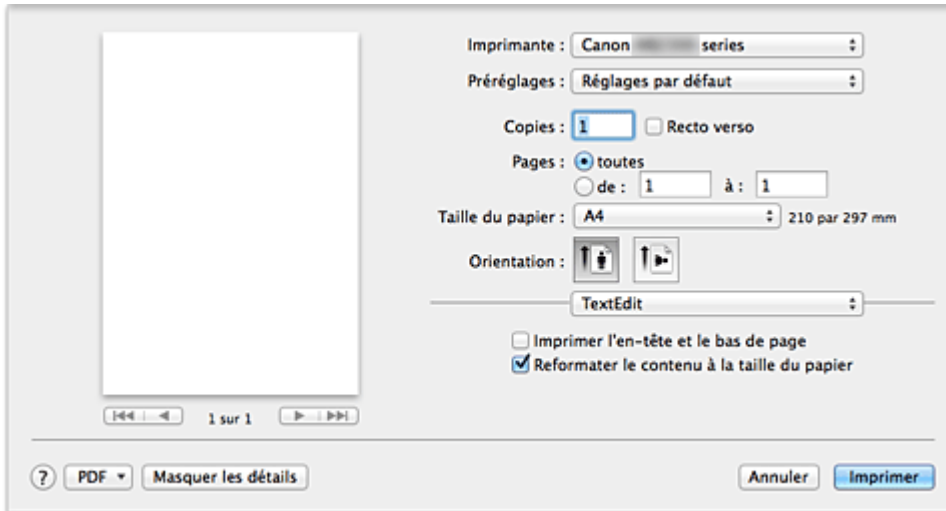 Imprimante : Canon series
Préréglages : Réglages par défaut
Copies : 1 Recto verso
Pages : toutes
de : 1 à : 1
Taille du papier : A4 210 par 297 mm
Orientation :
TextEdit
Imprimer l'en-tête et le bas de page
Reformater le contenu à la taille du papier
1 sur 1
? PDF Masquer les détails Annuler Imprimer